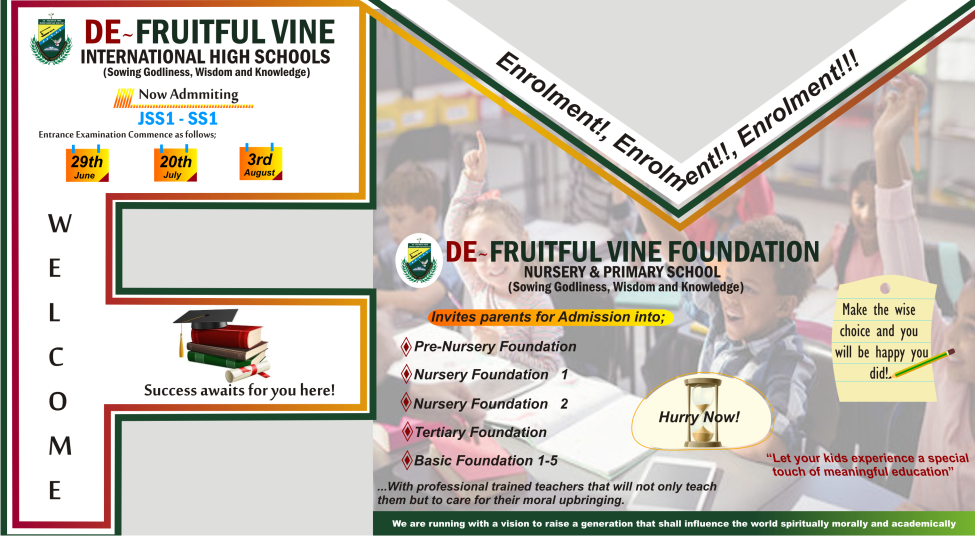 DE~FRUITFUL VINE
INTERNATIONAL HIGH SCHOOLS
(Sowing Godliness, Wisdom and Knowledge)
Now Admmiting
JSS1 - SS1
Entrance Examination Commence as follows;
29th
June
20th
July
3rd
August
W
E
L
C
O
M
E
Success awaits for you here!
Enrolment!, Enrolment!!., Enrolment!!!
DE~FRUITFUL VINE FOUNDATION
NURSERY & PRIMARY SCHOOL
(Sowing Godliness, Wisdom and Knowledge)
Invites parents for Admission into;
Pre-Nursery Foundation
Nursery Foundation 1
Nursery Foundation 2
Tertiary Foundation
Basic Foundation 1-5
...With professional trained teachers that will not only teach
them but to care for their moral upbringing.
Hurry Now!
Make the wise
choice and you
will be happy you
did!.
“Let your kids experience a special
touch of meaningful education”
We are running with a vision to raise a generation that shall influence the world spiritually morally and academically